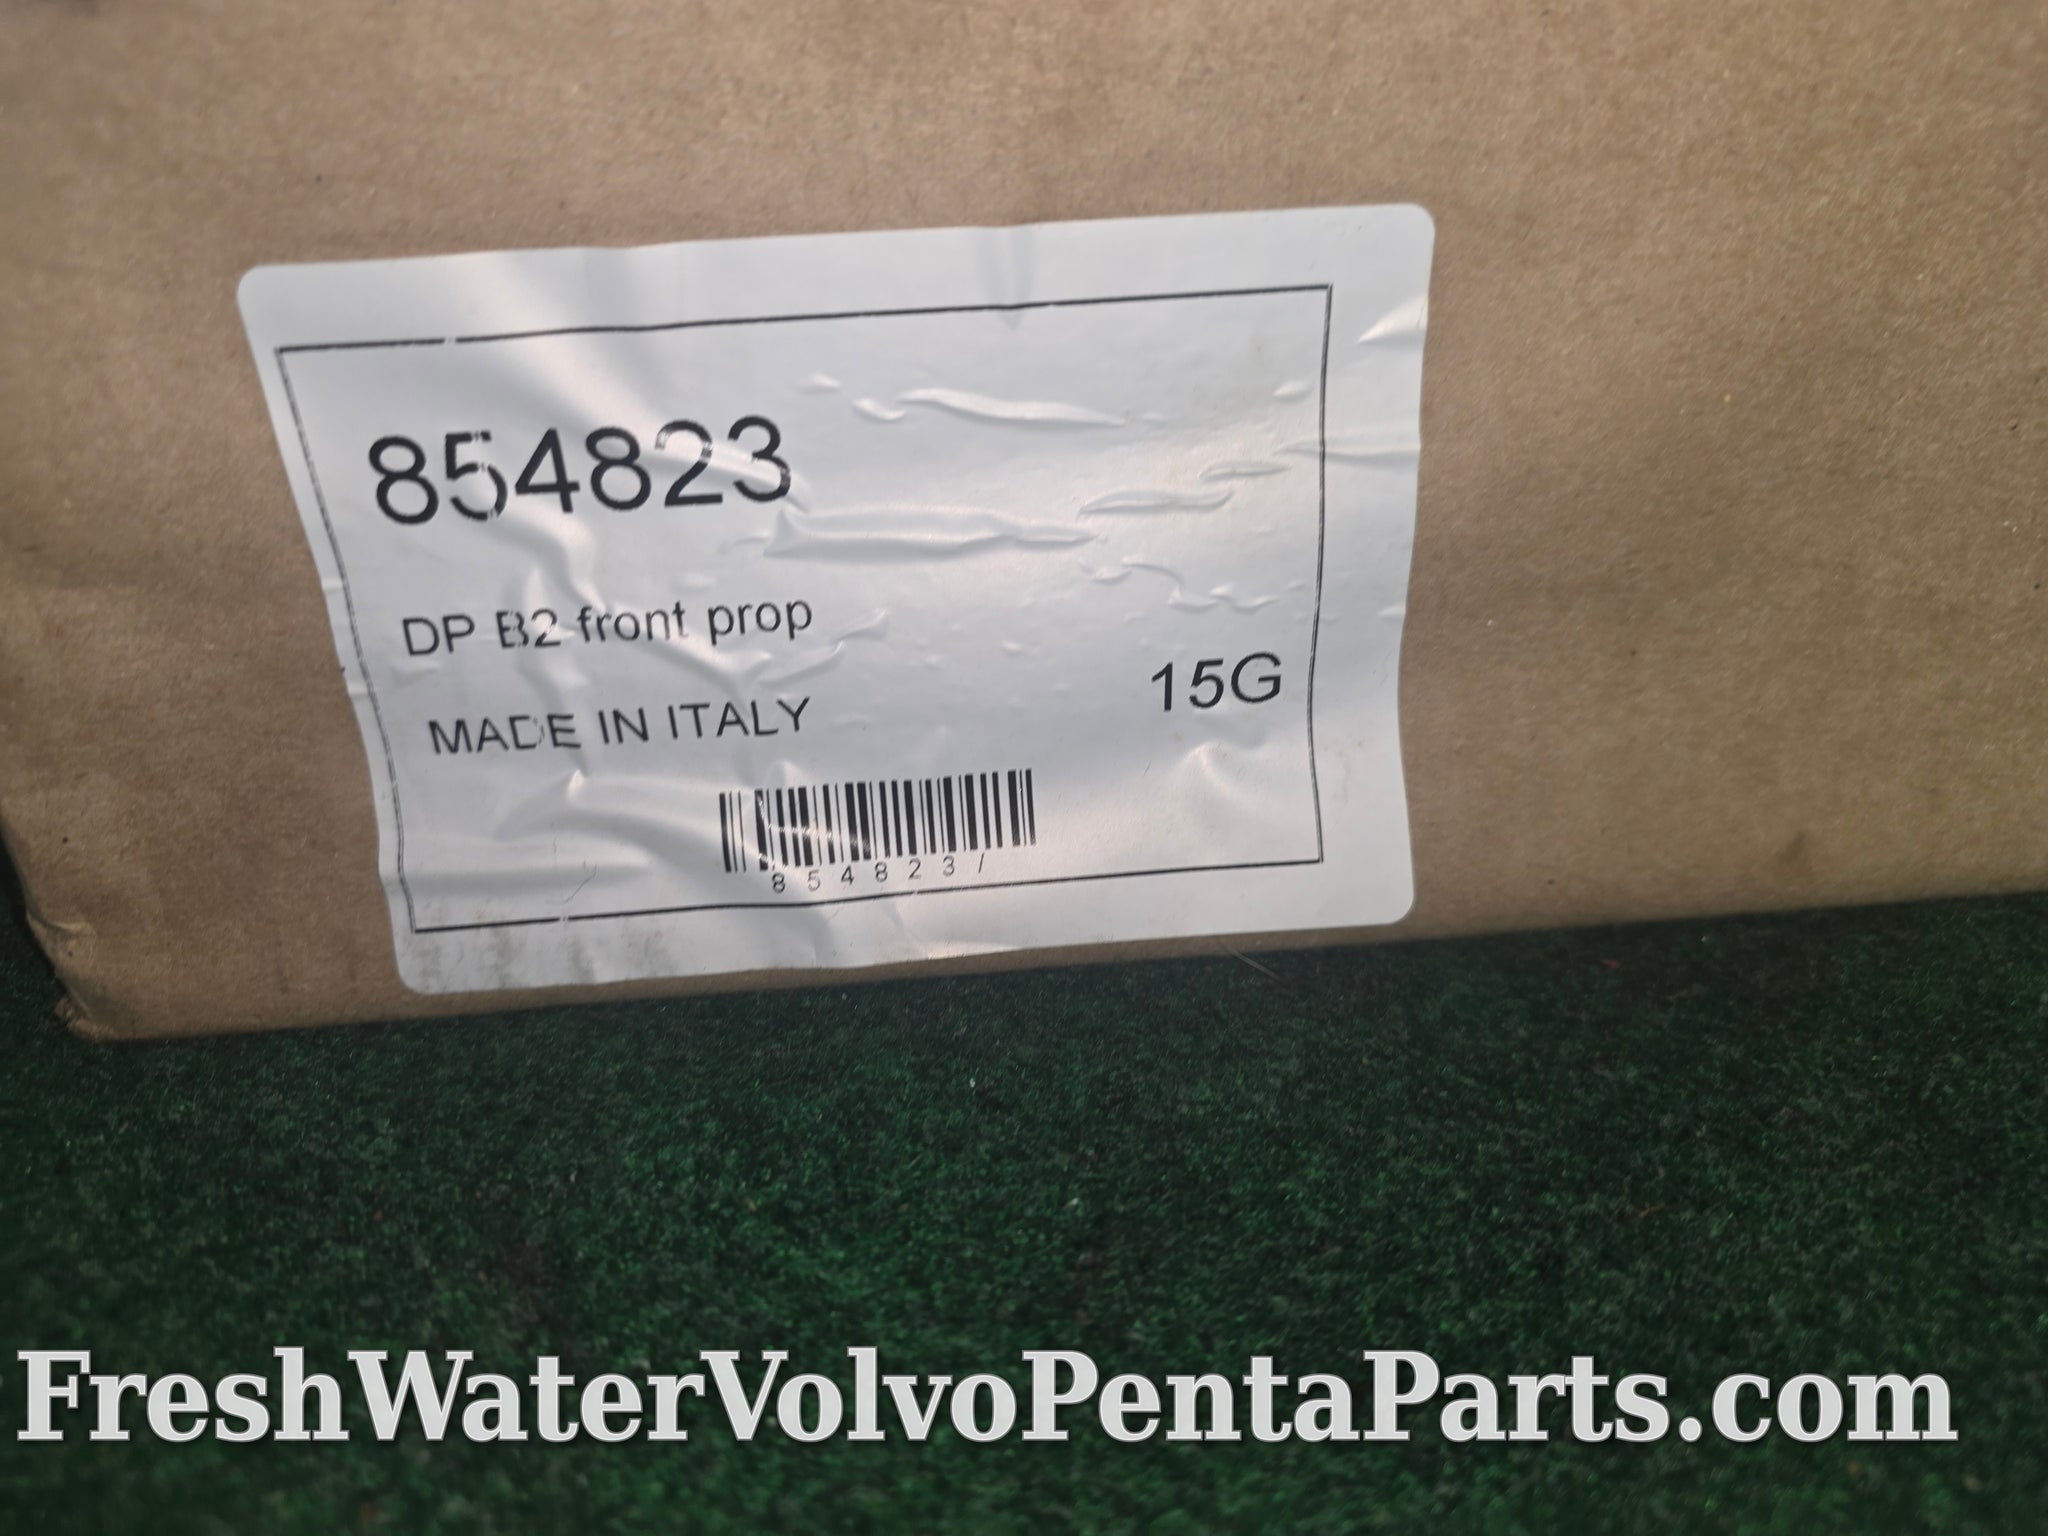 854823
DP B2 front prop
15G
MADE IN ITALY
854823/
FreshWaterVolvoPentaParts.com